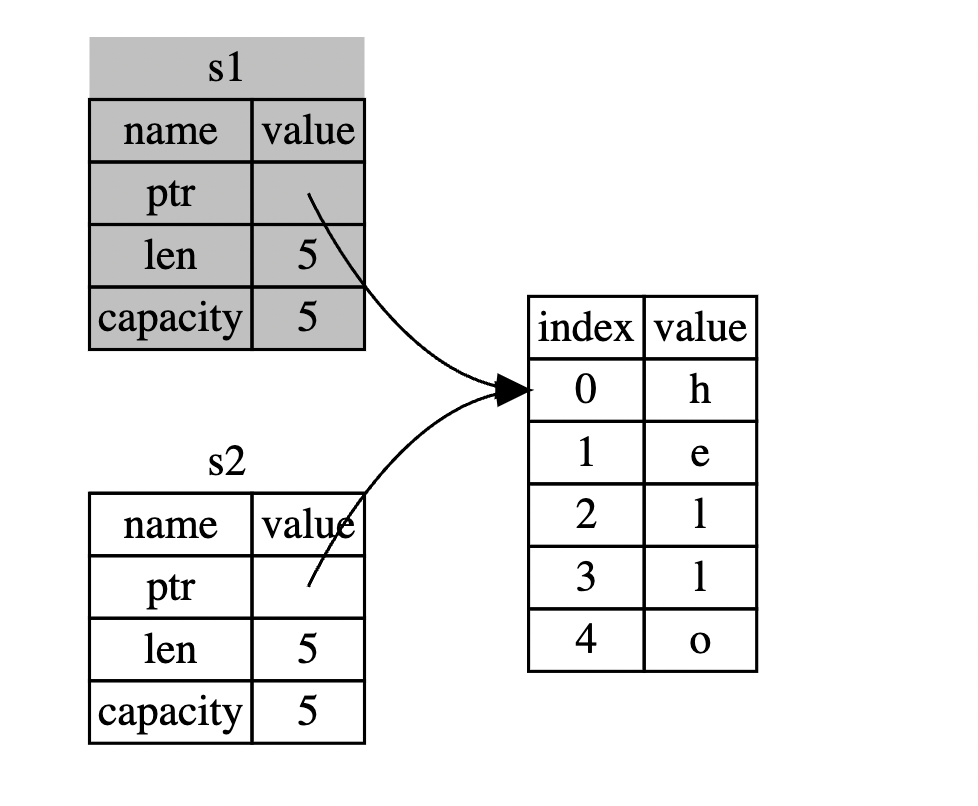 s1
name value
ptr
len 5
capacity 5
s2
name value
ptr
len 5
capacity 5
index value
0 h
1 e
2 l
3 l
4 o